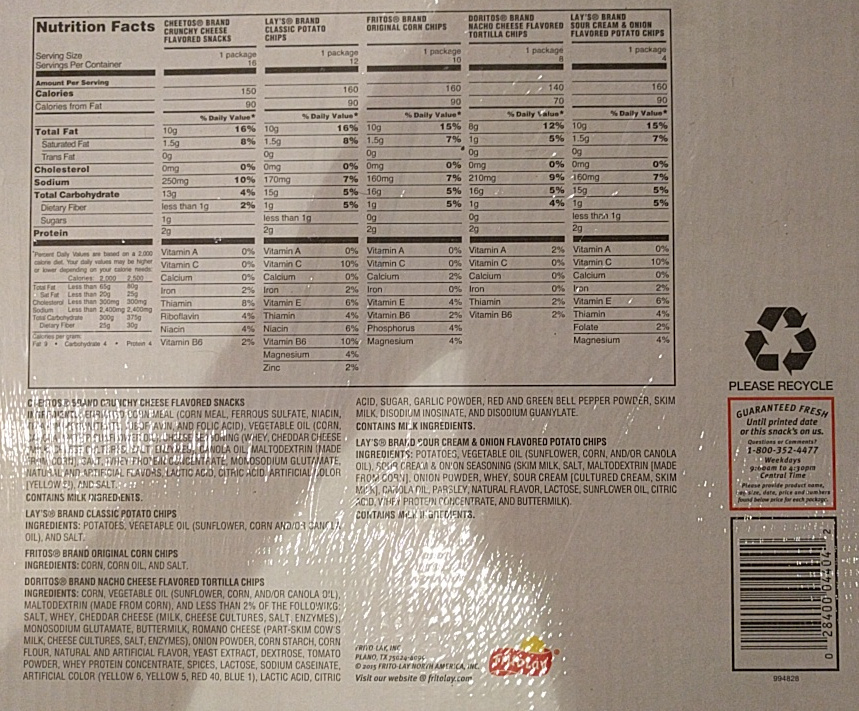 Nutrition Facts
CHEETOS® BRAND CRUNCHY CHEESE FLAVORED SNACKS
LAY'S® BRAND CLASSIC POTATO CHIPS
FRITOS® BRAND ORIGINAL CORN CHIPS
DORITOS® BRAND NACHO CHEESE FLAVORED TORTILLA CHIPS
LAY'S® BRAND SOUR CREAM & ONION FLAVORED POTATO CHIPS
Serving Size 1 package 1 package 1 package 1 package 1 package
Servings Per Container 16 12 10 8 4
Amount Per Serving
Calories 150 160 160 140 160
Calories from Fat 90 90 90 70 90
% Daily Value* % Daily Value* % Daily Value* % Daily Value* % Daily Value*
Total Fat 10g 16% 10g 16% 10g 15% 8g 12% 10g 15%
Saturated Fat 1.5g 8% 1.5g 8% 1.5g 7% 1g 5% 1.5g 7%
Trans Fat 0g 0g 0g 0g 0g
Cholesterol 0mg 0% 0mg 0% 0mg 0% 0mg 0% 0mg 0%
Sodium 250mg 10% 170mg 7% 160mg 7% 210mg 9% 160mg 7%
Total Carbohydrate 13g 4% 15g 5% 16g 5% 16g 5% 15g 5%
Dietary Fiber less than 1g 2% 1g 5% 1g 5% 1g 4% 1g 5%
Sugars 1g less than 1g 0g 0g less than 1g
Protein 2g 2g 2g 2g 2g
Vitamin A 0% Vitamin A 0% Vitamin A 0% Vitamin A 2% Vitamin A 0%
Vitamin C 0% Vitamin C 10% Vitamin C 0% Vitamin C 0% Vitamin C 10%
Calcium 0% Calcium 0% Calcium 2% Calcium 0% Calcium 0%
Iron 2% Iron 2% Iron 0% Iron 0% Iron 2%
Thiamin 8% Vitamin E 6% Vitamin E 4% Thiamin 2% Vitamin E 6%
Riboflavin 4% Thiamin 4% Vitamin B6 2% Vitamin B6 2% Thiamin 4%
Niacin 4% Niacin 6% Phosphorus 4% Folate 2%
Vitamin B6 2% Vitamin B6 10% Magnesium 4% Magnesium 4%
Magnesium 4%
Zinc 2%
*Percent Daily Values are based on a 2,000
calorie diet. Your daily values may be higher
or lower depending on your calorie needs:
Calories: 2,000 2,500
Total Fat Less than 65g 80g
Sat Fat Less than 20g 25g
Cholesterol Less than 300mg 300mg
Sodium Less than 2,400mg 2,400mg
Total Carbohydrate 300g 375g
Dietary Fiber 25g 30g
Calories per gram:
Fat 9 • Carbohydrate 4 • Protein 4
CHEETOS® BRAND CRUNCHY CHEESE FLAVORED SNACKS
INGREDIENTS: ENRICHED CORN MEAL (CORN MEAL, FERROUS SULFATE, NIACIN,
AND FOLIC ACID), VEGETABLE OIL (CORN,
(WHEY, CHEDDAR CHEESE
CANOLA OIL, MALTODEXTRIN [MADE
FROM CORN], SALT, WHEY PROTEIN CONCENTRATE, MONOSODIUM GLUTAMATE,
NATURAL AND ARTIFICIAL FLAVORS, LACTIC ACID, CITRIC ACID, ARTIFICIAL COLOR
[YELLOW 6]), AND SALT.
CONTAINS MILK INGREDIENTS.
LAY'S® BRAND CLASSIC POTATO CHIPS
INGREDIENTS: POTATOES, VEGETABLE OIL (SUNFLOWER, CORN AND/OR CANOLA
OIL), AND SALT.
FRITOS® BRAND ORIGINAL CORN CHIPS
INGREDIENTS: CORN, CORN OIL, AND SALT.
DORITOS® BRAND NACHO CHEESE FLAVORED TORTILLA CHIPS
INGREDIENTS: CORN, VEGETABLE OIL (SUNFLOWER, CORN, AND/OR CANOLA OIL),
MALTODEXTRIN (MADE FROM CORN), AND LESS THAN 2% OF THE FOLLOWING:
SALT, WHEY, CHEDDAR CHEESE (MILK, CHEESE CULTURES, SALT, ENZYMES),
MONOSODIUM GLUTAMATE, BUTTERMILK, ROMANO CHEESE (PART-SKIM COW'S
MILK, CHEESE CULTURES, SALT, ENZYMES), ONION POWDER, CORN STARCH, CORN
FLOUR, NATURAL AND ARTIFICIAL FLAVOR, YEAST EXTRACT, DEXTROSE, TOMATO
POWDER, WHEY PROTEIN CONCENTRATE, SPICES, LACTOSE, SODIUM CASEINATE,
ARTIFICIAL COLOR (YELLOW 6, YELLOW 5, RED 40, BLUE 1), LACTIC ACID, CITRIC
ACID, SUGAR, GARLIC POWDER, RED AND GREEN BELL PEPPER POWDER, SKIM
MILK, DISODIUM INOSINATE, AND DISODIUM GUANYLATE.
CONTAINS MILK INGREDIENTS.
LAY'S® BRAND SOUR CREAM & ONION FLAVORED POTATO CHIPS
INGREDIENTS: POTATOES, VEGETABLE OIL (SUNFLOWER, CORN, AND/OR CANOLA
OIL), SOUR CREAM & ONION SEASONING (SKIM MILK, SALT, MALTODEXTRIN [MADE
FROM CORN], ONION POWDER, WHEY, SOUR CREAM [CULTURED CREAM, SKIM
MILK], CANOLA OIL, PARSLEY, NATURAL FLAVOR, LACTOSE, SUNFLOWER OIL, CITRIC
ACID, WHEY PROTEIN CONCENTRATE, AND BUTTERMILK).
CONTAINS MILK INGREDIENTS.
FRITO-LAY, INC.
PLANO, TX 75024-4099
© 2015 FRITO-LAY NORTH AMERICA, INC.
Visit our website @ fritolay.com
Frito Lay
PLEASE RECYCLE
GUARANTEED FRESH
Until printed date
or this snack's on us.
Questions or Comments?
1-800-352-4477
Weekdays
9:00am to 4:30pm
Central Time
Please provide product name,
bag size, date, price and numbers
found below price for each package.
0 28400 04404 2
994826